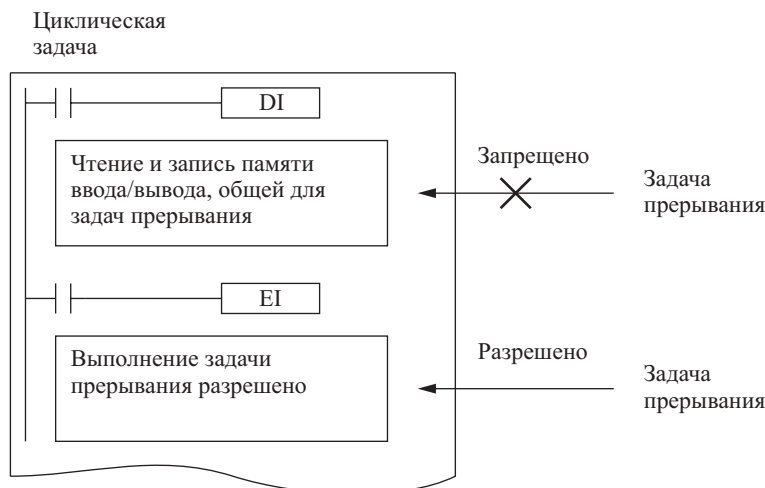 Циклическая
задача
DI
Чтение и запись памяти
ввода/вывода, общей для
задач прерывания
Запрещено
Задача
прерывания
EI
Выполнение задачи
прерывания разрешено
Разрешено
Задача
прерывания